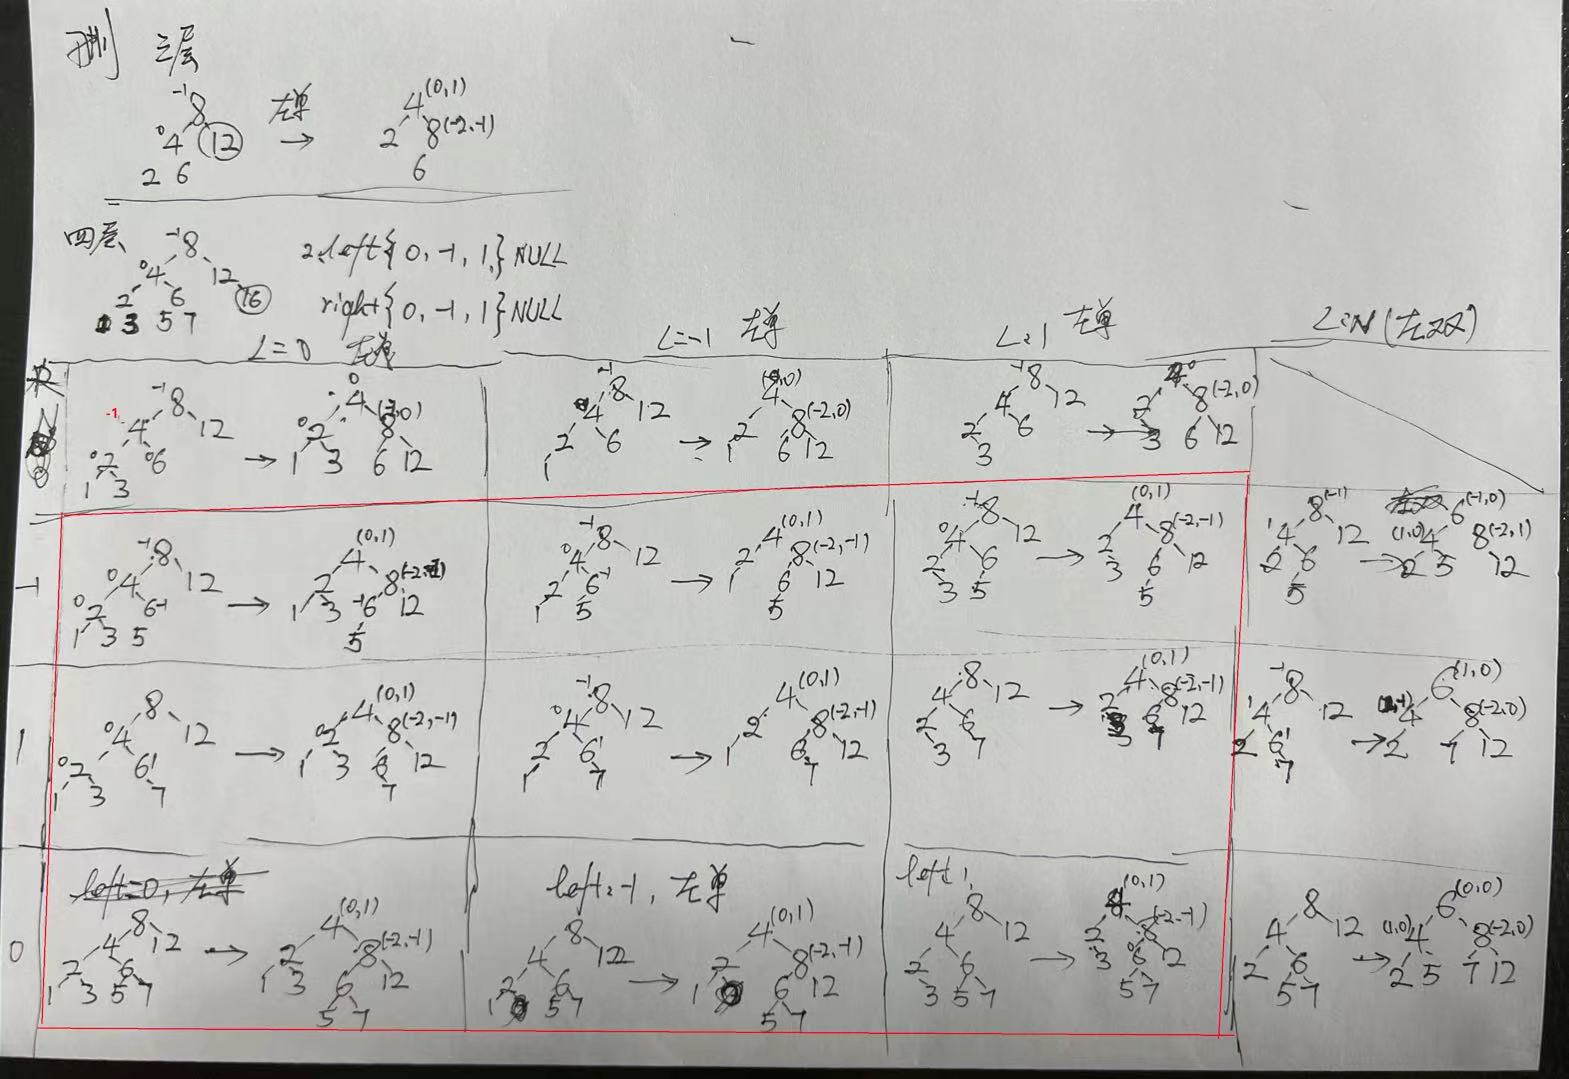 删 三层
-1 8 左单 4 (0,1)
0 4 12 → 2 8 (-2,-1)
2 6 6
四层 -1 8 2.left{0,-1,1,}NULL
0 4 12
2 6 16 right{0,-1,1}NULL
3 5 7
L=0 左单 L=-1 左单 L=1 左单 L=N(左双)
-1 8 0 4 -1 8 4 -1 8 8 (-2,0)
-1 4 12 → 0 2 8 4 12 → 2 8 (-2,0) 4 12 → 2
0 2 0 6 1 3 6 12 2 6 1 6 12 2 6 3 6 12
1 3 1 3
-1 -1 8 4 (0,1) -1 8 4 (0,1) -1 8 4 (0,1) 8 (-1) 6 (-1,0)
0 4 12 → 2 8 0 4 12 → 2 8 (-2,-1) 0 4 12 → 2 8 (-2,-1) 1 4 12 → (1,0) 4 8 (-2,1)
0 2 6 -1 1 3 -1 6 12 2 6 -1 1 6 12 2 6 3 6 12 2 6 2 5 12
1 3 5 5 1 5 5 3 5 5 5
1 8 4 (0,1) -1 8 4 (0,1) 8 4 (0,1) -1 8 6 (1,0)
0 4 12 → 0 2 8 (-2,-1) 0 4 12 → 2 8 (-2,-1) 4 12 → 2 8 (-2,-1) 1 4 12 → 4 8 (-2,0)
0 2 6 1 1 3 6 12 2 6 1 1 6 12 2 6 6 12 2 6 1 2 7 12
1 3 7 7 1 7 7 3 7 7 7
left=0,左单 left:-1,左单 left 1
0 8 4 (0,1) 8 4 (0,1) 8 (0,1) 8 6 (0,0)
4 12 → 2 8 (-2,-1) 4 12 → 2 8 (-2,-1) 4 12 → 2 8 (-2,-1) 4 12 → (1,0) 4 8 (-2,0)
2 6 1 3 6 12 2 6 1 6 12 2 6 3 6 12 2 6 2 5 7 12
1 3 5 7 5 7 1 5 7 5 7 3 5 7 5 7 5 7